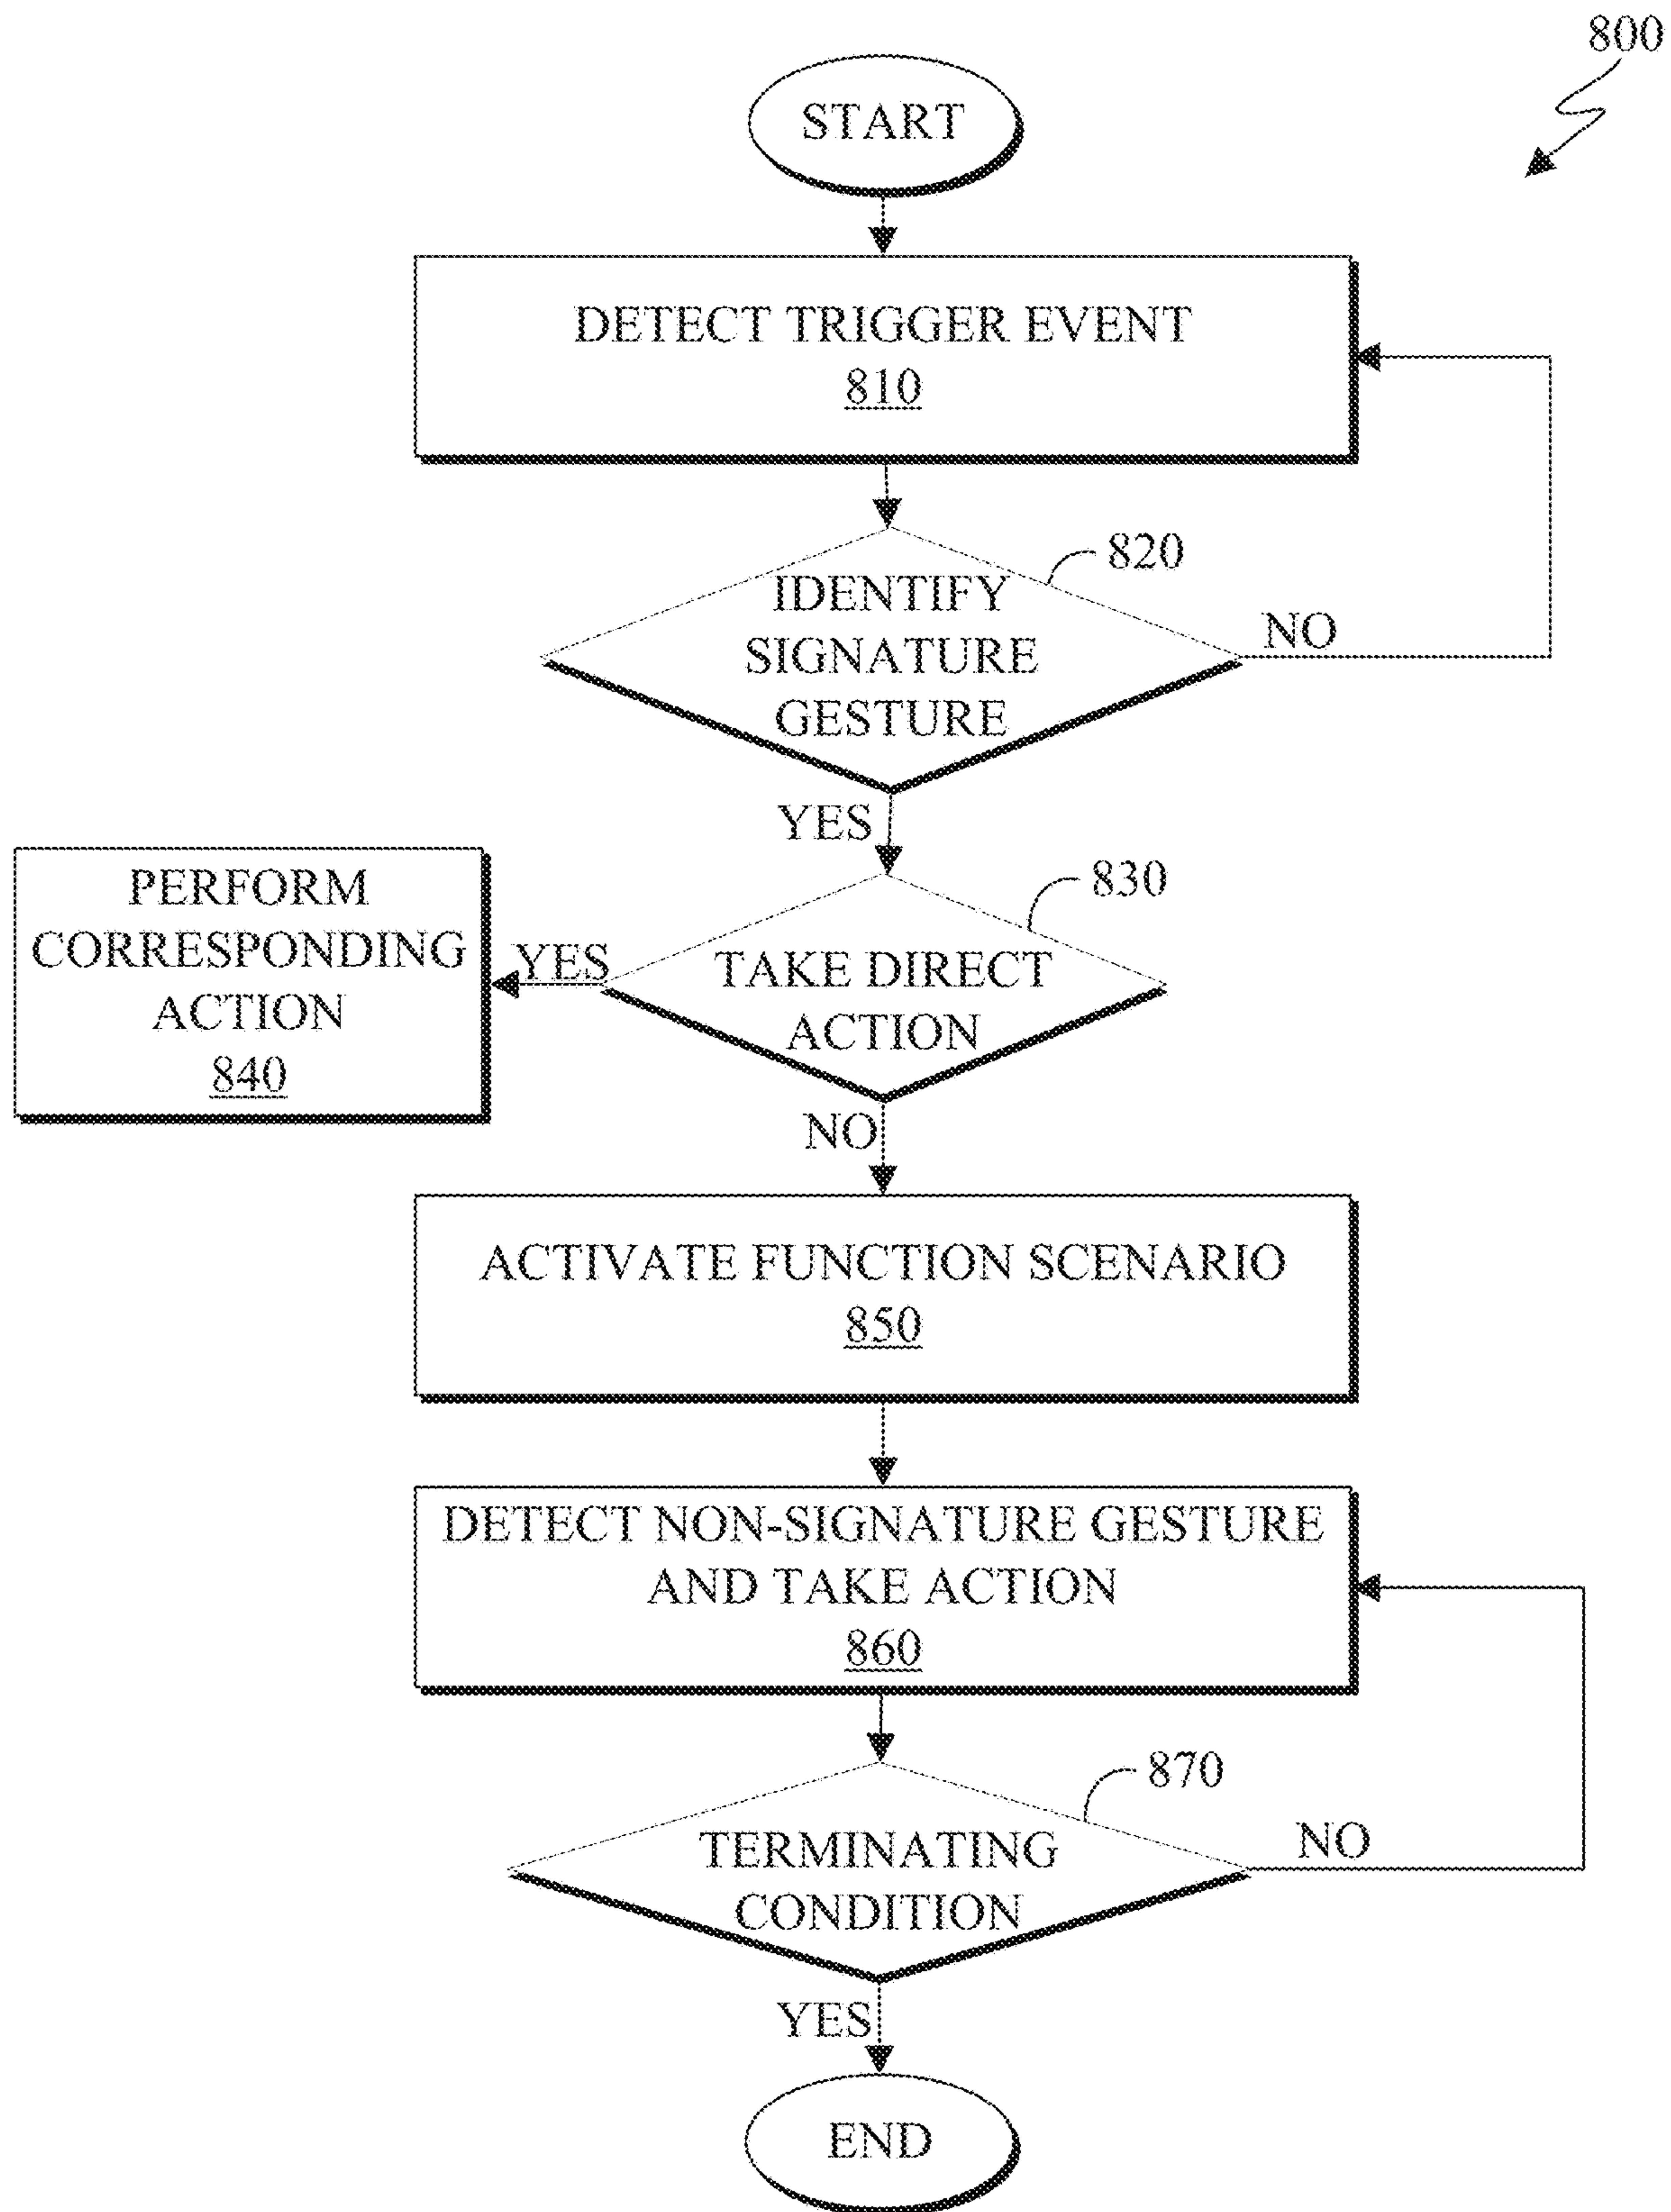 800
START
DETECT TRIGGER EVENT
810
820
IDENTIFY
SIGNATURE
GESTURE
NO
YES
830
PERFORM
CORRESPONDING
ACTION
840
YES
TAKE DIRECT
ACTION
NO
ACTIVATE FUNCTION SCENARIO
850
DETECT NON-SIGNATURE GESTURE
AND TAKE ACTION
860
870
TERMINATING
CONDITION
NO
YES
END